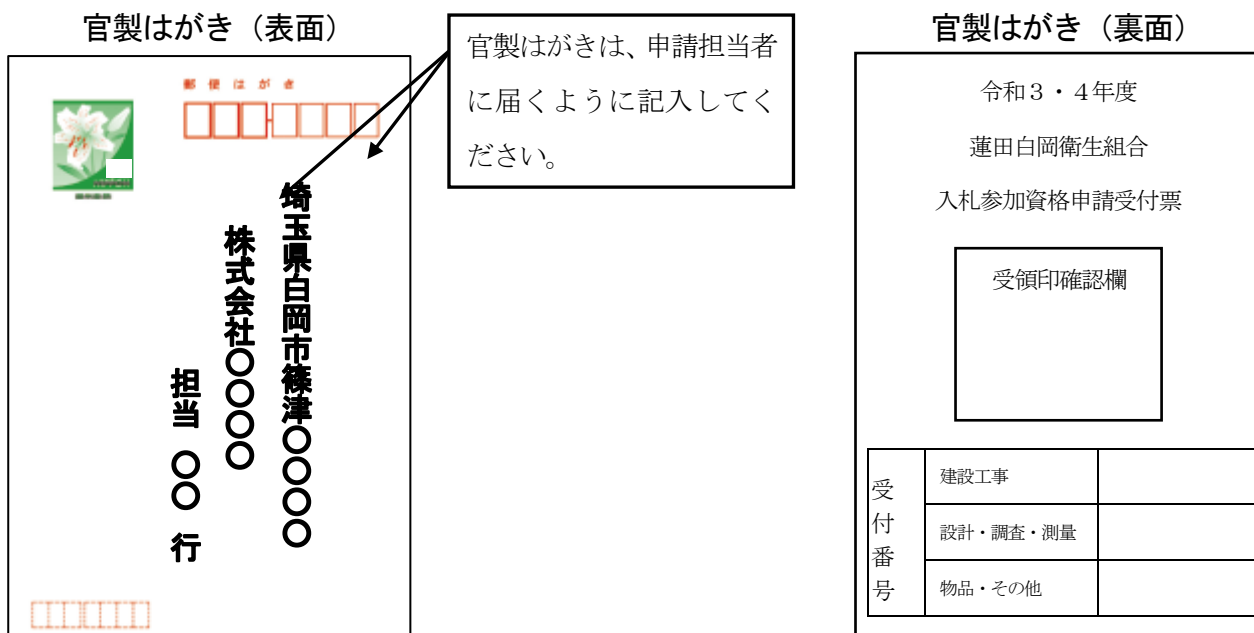 官製はがき（表面）
郵便はがき
埼玉県白岡市篠津〇〇〇〇
株式会社〇〇〇〇
担当 〇〇 行
官製はがきは、申請担当者
に届くように記入してく
ださい。
官製はがき（裏面）
令和３・４年度
蓮田白岡衛生組合
入札参加資格申請受付票
受領印確認欄
受付番号
建設工事
設計・調査・測量
物品・その他